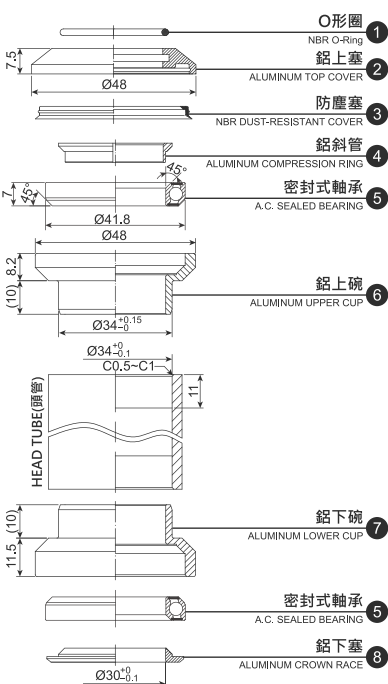 O形圈
NBR O-Ring
1
7.5
Ø48
鋁上塞
ALUMINUM TOP COVER
2
防塵塞
NBR DUST-RESISTANT COVER
3
鋁斜管
ALUMINUM COMPRESSION RING
4
45°
7
45°
Ø41.8
密封式軸承
A.C. SEALED BEARING
5
Ø48
8.2
(10)
鋁上碗
ALUMINUM UPPER CUP
6
Ø34+0.15-0
Ø34+0-0.1
C0.5~C1
11
HEAD TUBE(頭管)
(10)
11.5
鋁下碗
ALUMINUM LOWER CUP
7
密封式軸承
A.C. SEALED BEARING
5
鋁下塞
ALUMINUM CROWN RACE
8
Ø30+0-0.1